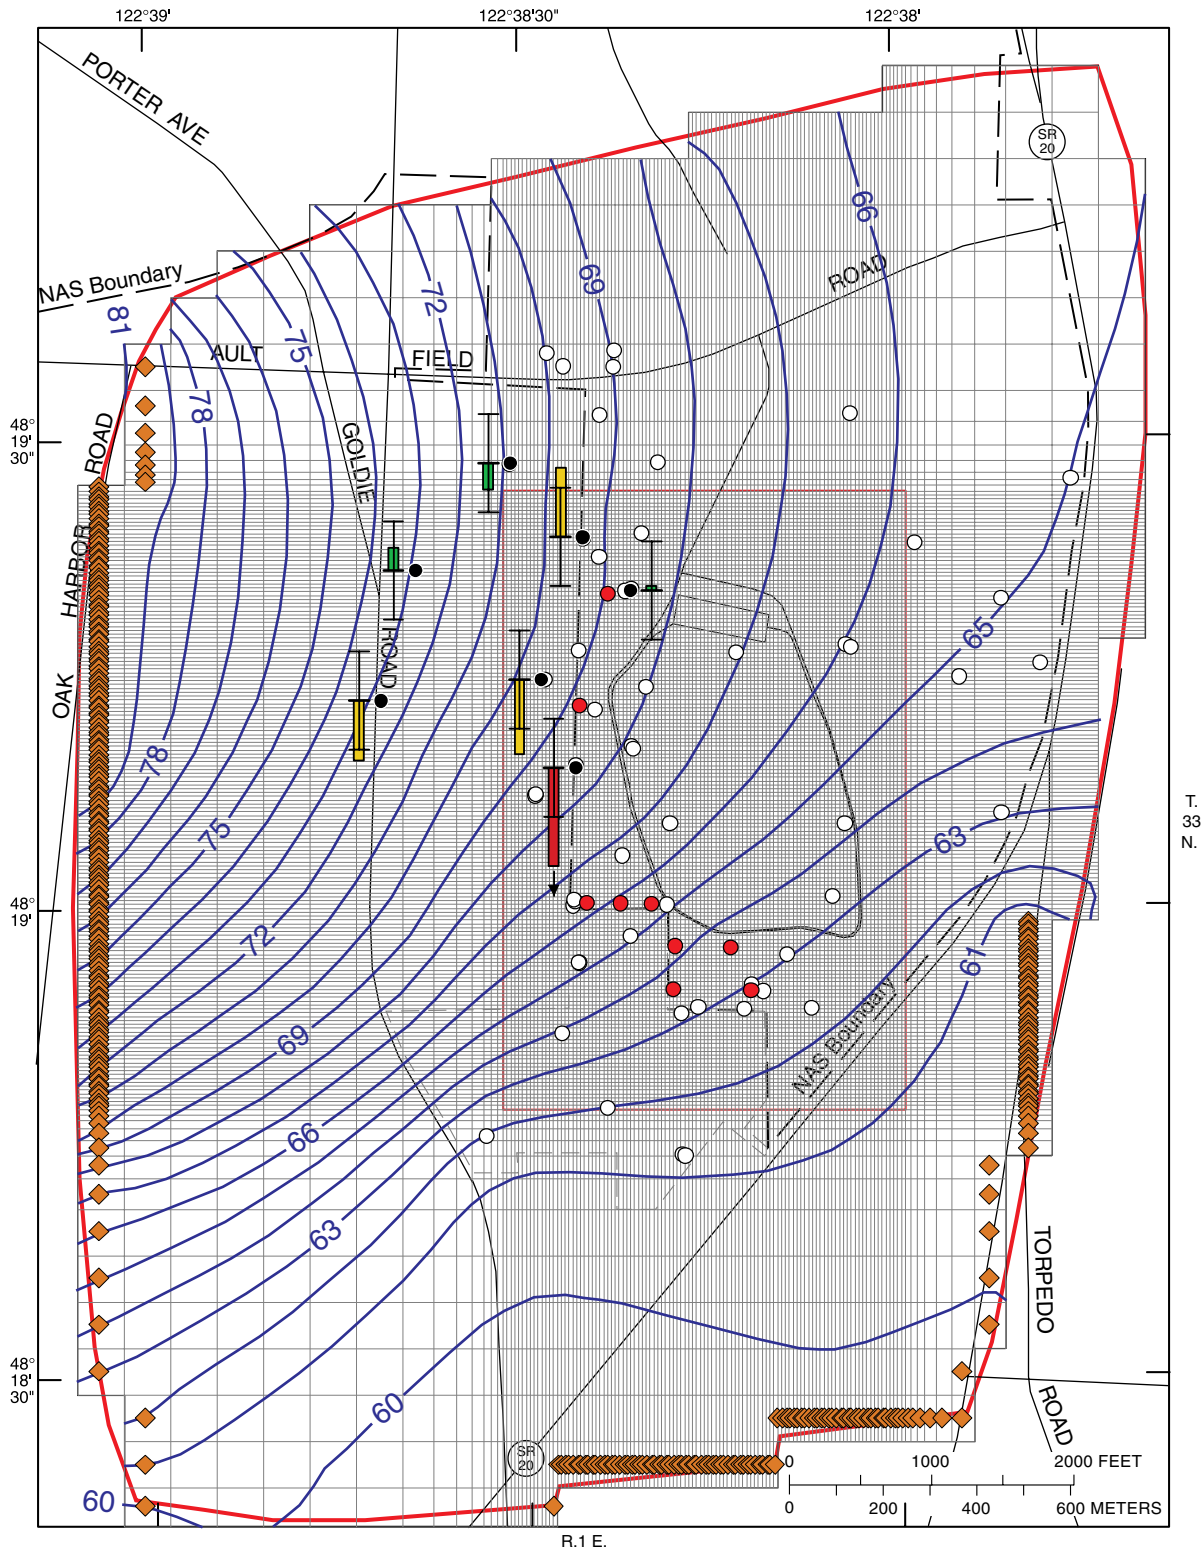 122°39'
122°38'30"
122°38'
PORTER AVE
SR
20
66
NAS Boundary
81
72
69
ROAD
75
AULT
FIELD
78
48°
19'
30"
ROAD
GOLDIE
HARBOR
65
ROAD
OAK
78
75
63
T.
33
N.
48°
19'
72
61
69
NAS Boundary
66
63
TORPEDO
48°
18'
30"
60
ROAD
SR
20
0 1000 2000 FEET
60
0 200 400 600 METERS
R.1 E.